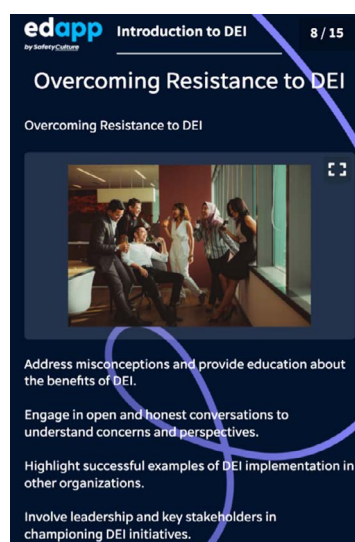 edapp
Introduction to DEI
8 / 15
by SafetyCulture
Overcoming Resistance to DEI
Overcoming Resistance to DEI
Address misconceptions and provide education about
the benefits of DEI.
Engage in open and honest conversations to
understand concerns and perspectives.
Highlight successful examples of DEI implementation in
other organizations.
Involve leadership and key stakeholders in
championing DEI initiatives.